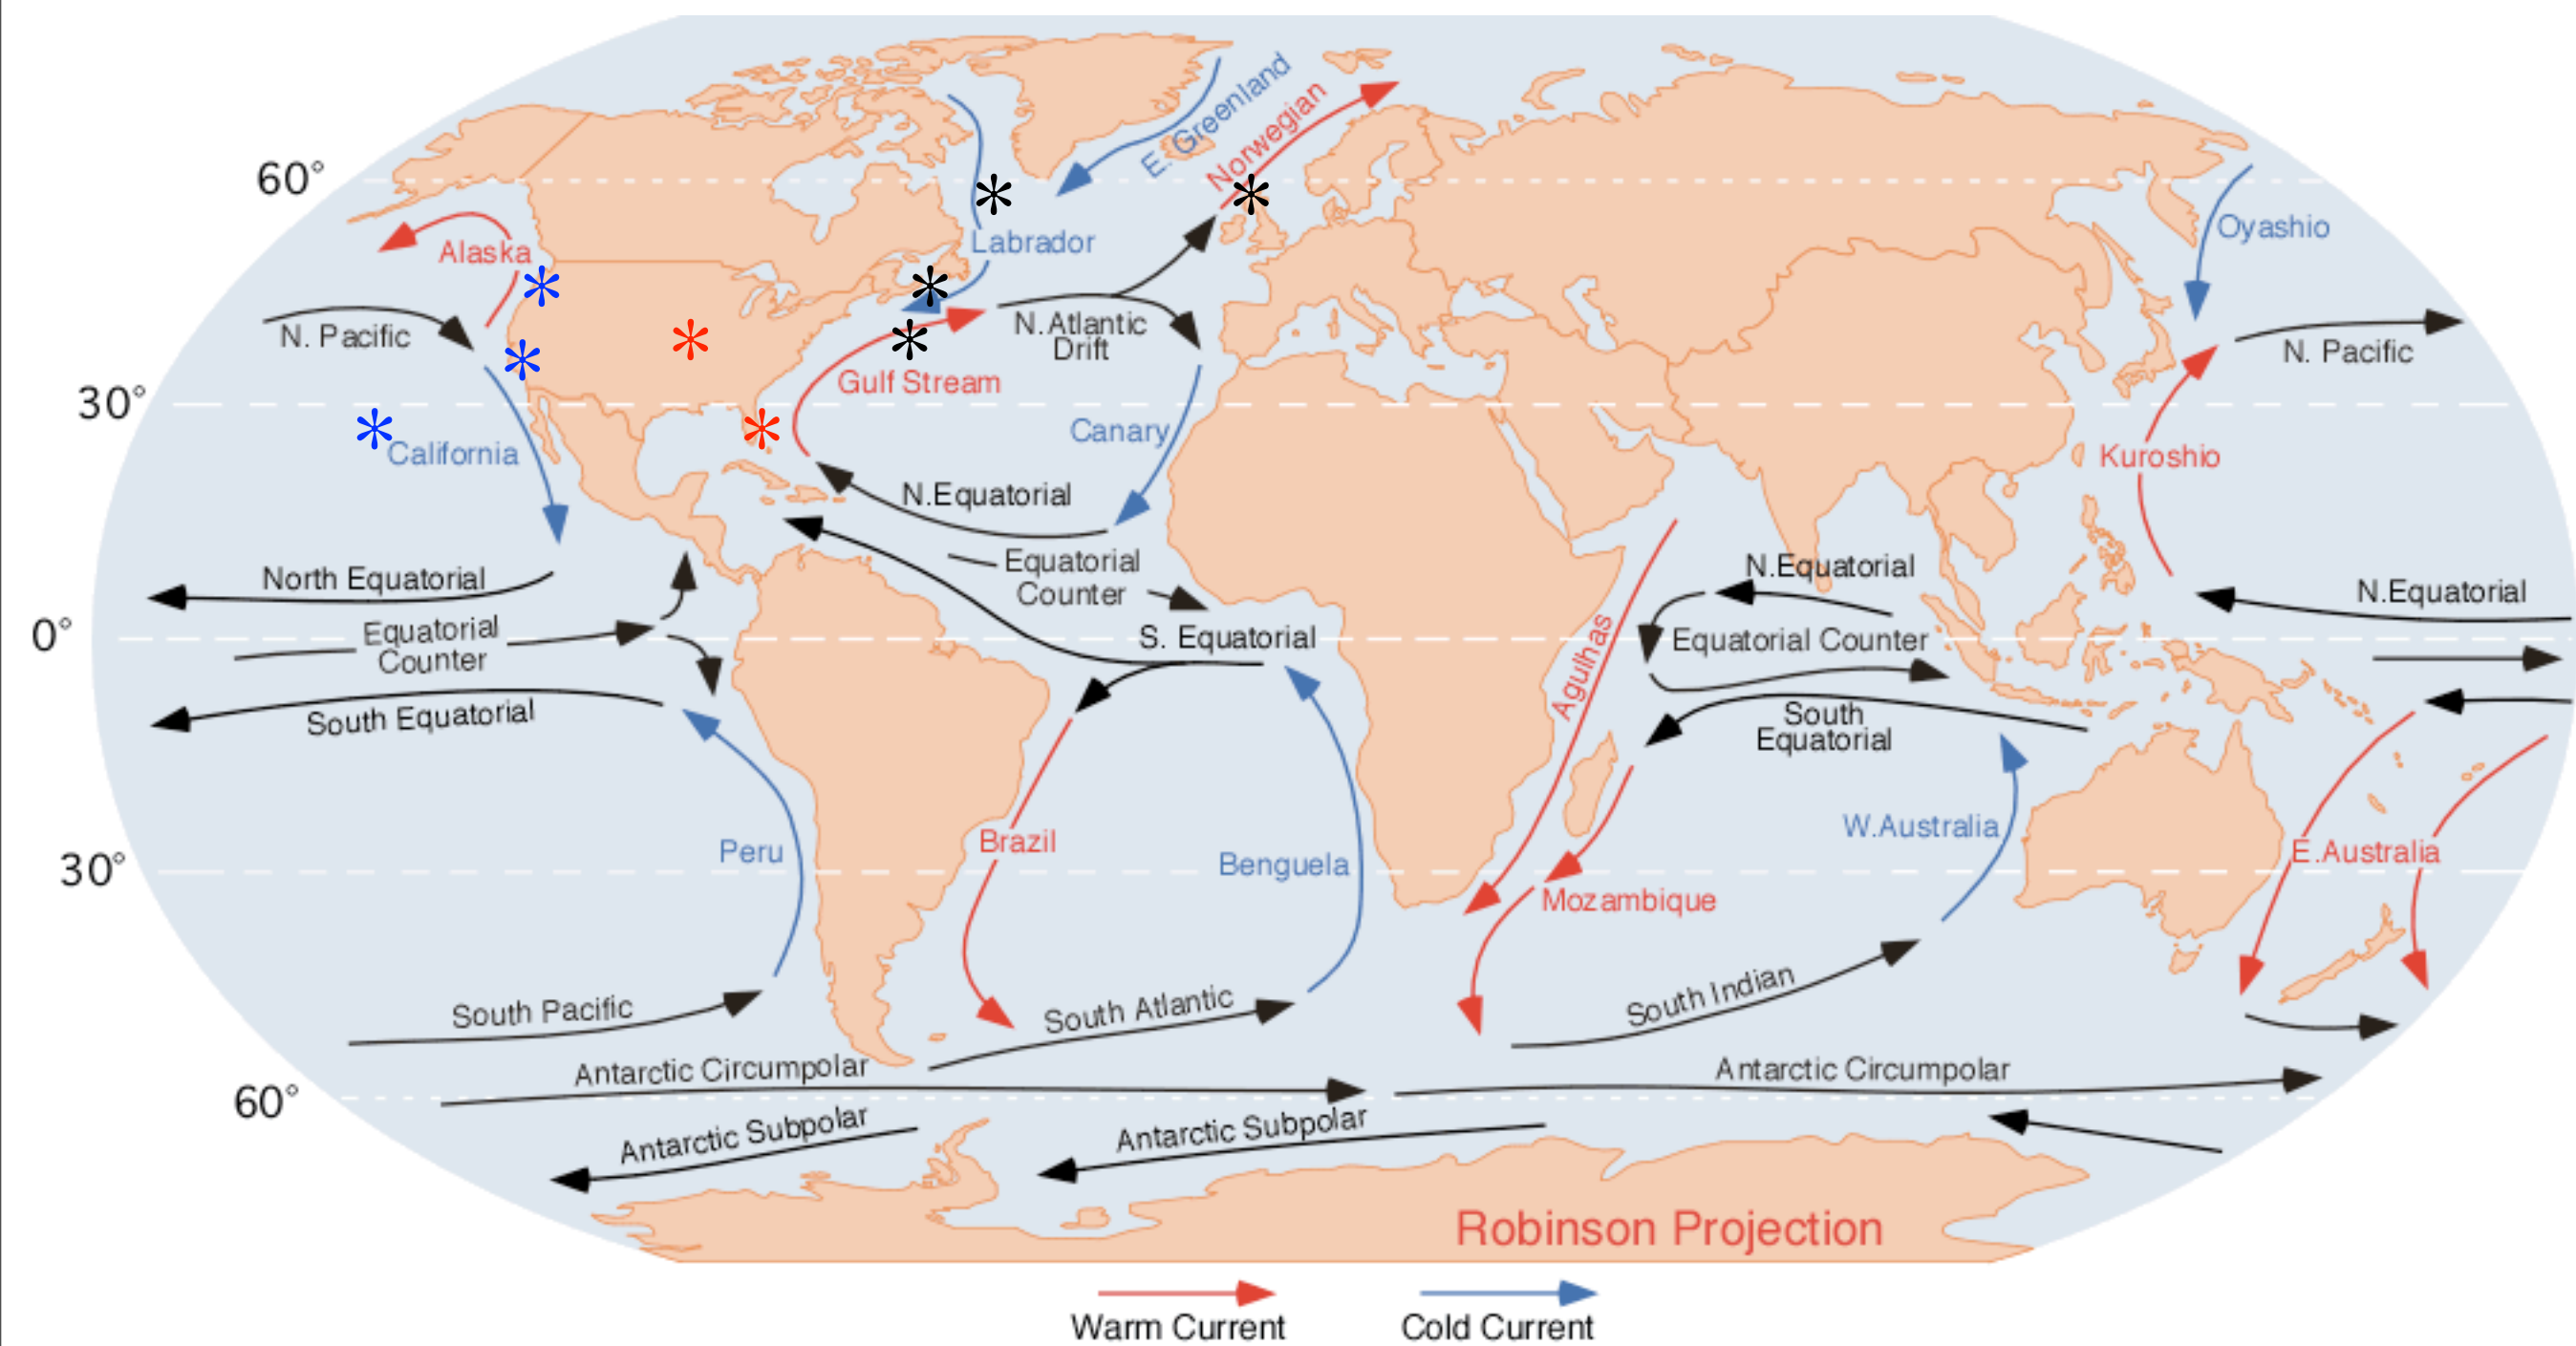 E. Greenland
Norwegian
60°
Alaska
Labrador
Oyashio
N. Pacific
N.Atlantic
Drift
N. Pacific
Gulf Stream
30°
California
Canary
Kuroshio
N.Equatorial
North Equatorial
Equatorial
Counter
N.Equatorial
N.Equatorial
0°
Equatorial
Counter
S. Equatorial
Agulhas
Equatorial Counter
South Equatorial
South
Equatorial
Peru
Brazil
Benguela
W.Australia
E.Australia
30°
Mozambique
South Pacific
South Atlantic
South Indian
Antarctic Circumpolar
Antarctic Circumpolar
60°
Antarctic Subpolar
Antarctic Subpolar
Robinson Projection
Warm Current
Cold Current